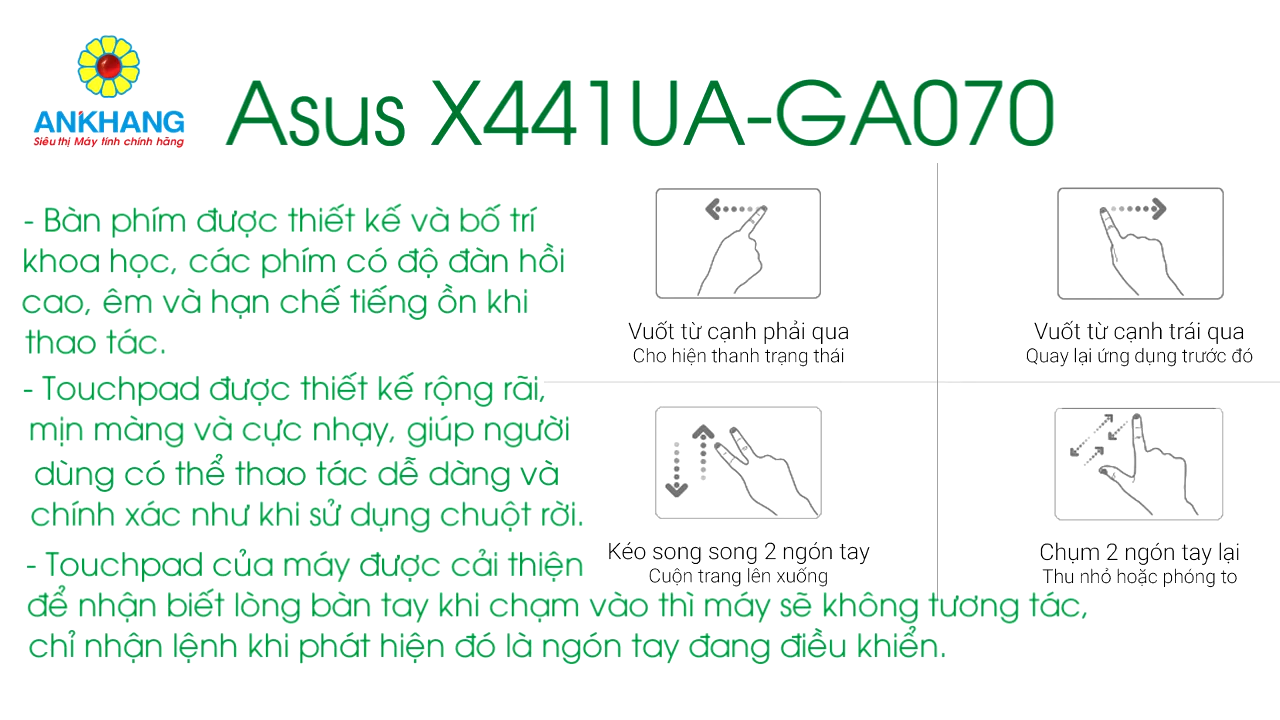 ANKHANG
Siêu thị Máy tính chính hãng
Asus X441UA-GA070
- Bàn phím được thiết kế và bố trí
khoa học, các phím có độ đàn hồi
cao, êm và hạn chế tiếng ồn khi
thao tác.
- Touchpad được thiết kế rộng rãi,
mịn màng và cực nhạy, giúp người
dùng có thể thao tác dễ dàng và
chính xác như khi sử dụng chuột rời.
- Touchpad của máy được cải thiện
để nhận biết lòng bàn tay khi chạm vào thì máy sẽ không tương tác,
chỉ nhận lệnh khi phát hiện đó là ngón tay đang điều khiển.
Vuốt từ cạnh phải qua
Cho hiện thanh trạng thái
Vuốt từ cạnh trái qua
Quay lại ứng dụng trước đó
Kéo song song 2 ngón tay
Cuộn trang lên xuống
Chụm 2 ngón tay lại
Thu nhỏ hoặc phóng to